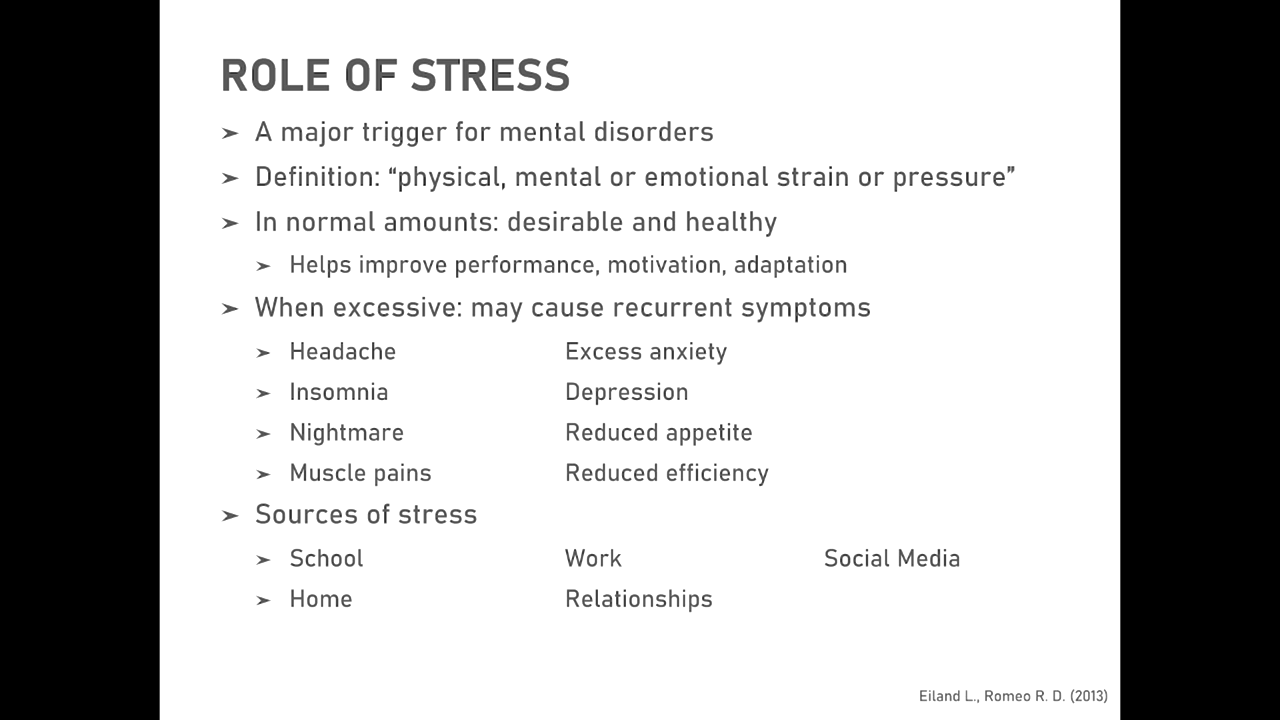 ROLE OF STRESS
➤ A major trigger for mental disorders
➤ Definition: “physical, mental or emotional strain or pressure”
➤ In normal amounts: desirable and healthy
➤ Helps improve performance, motivation, adaptation
➤ When excessive: may cause recurrent symptoms
➤ Headache Excess anxiety
➤ Insomnia Depression
➤ Nightmare Reduced appetite
➤ Muscle pains Reduced efficiency
➤ Sources of stress
➤ School Work Social Media
➤ Home Relationships
Eiland L., Romeo R. D. (2013)